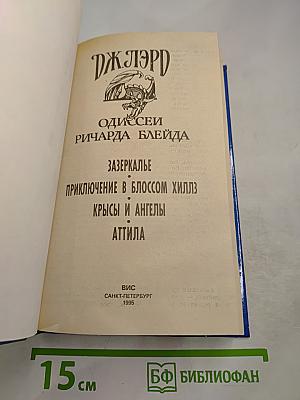 ДЖ.ЛЭРД
ОДИССЕИ
РИЧАРДА БЛЕЙДА
ЗАЗЕРКАЛЬЕ
•
ПРИКЛЮЧЕНИЕ В БЛОССОМ ХИЛЛЗ
•
КРЫСЫ И АНГЕЛЫ
•
АТТИЛА
ВИС
САНКТ-ПЕТЕРБУРГ
1995
15 см
БФ БИБЛИОФАН